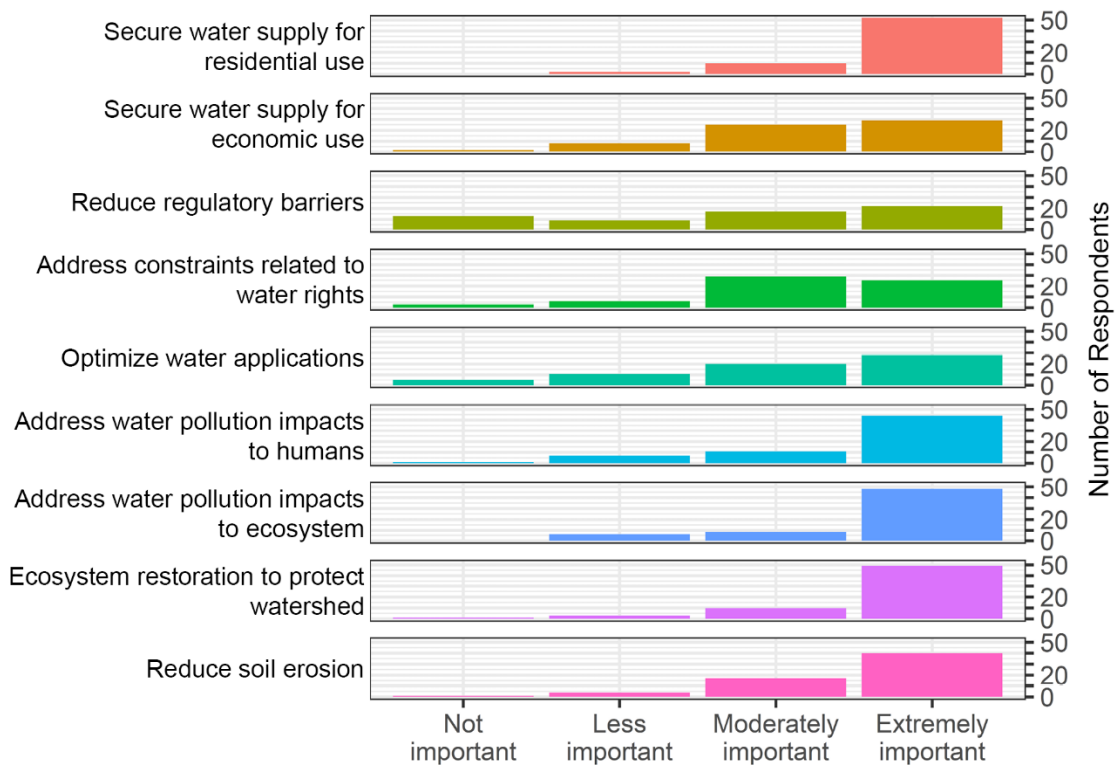 Secure water supply for
residential use
50
20
0
Secure water supply for
economic use
50
20
0
Reduce regulatory barriers
50
20
0
Address constraints related to
water rights
50
20
0
Optimize water applications
50
20
0
Address water pollution impacts
to humans
50
20
0
Address water pollution impacts
to ecosystem
50
20
0
Ecosystem restoration to protect
watershed
50
20
0
Reduce soil erosion
50
20
0
Number of Respondents
Not
important
Less
important
Moderately
important
Extremely
important